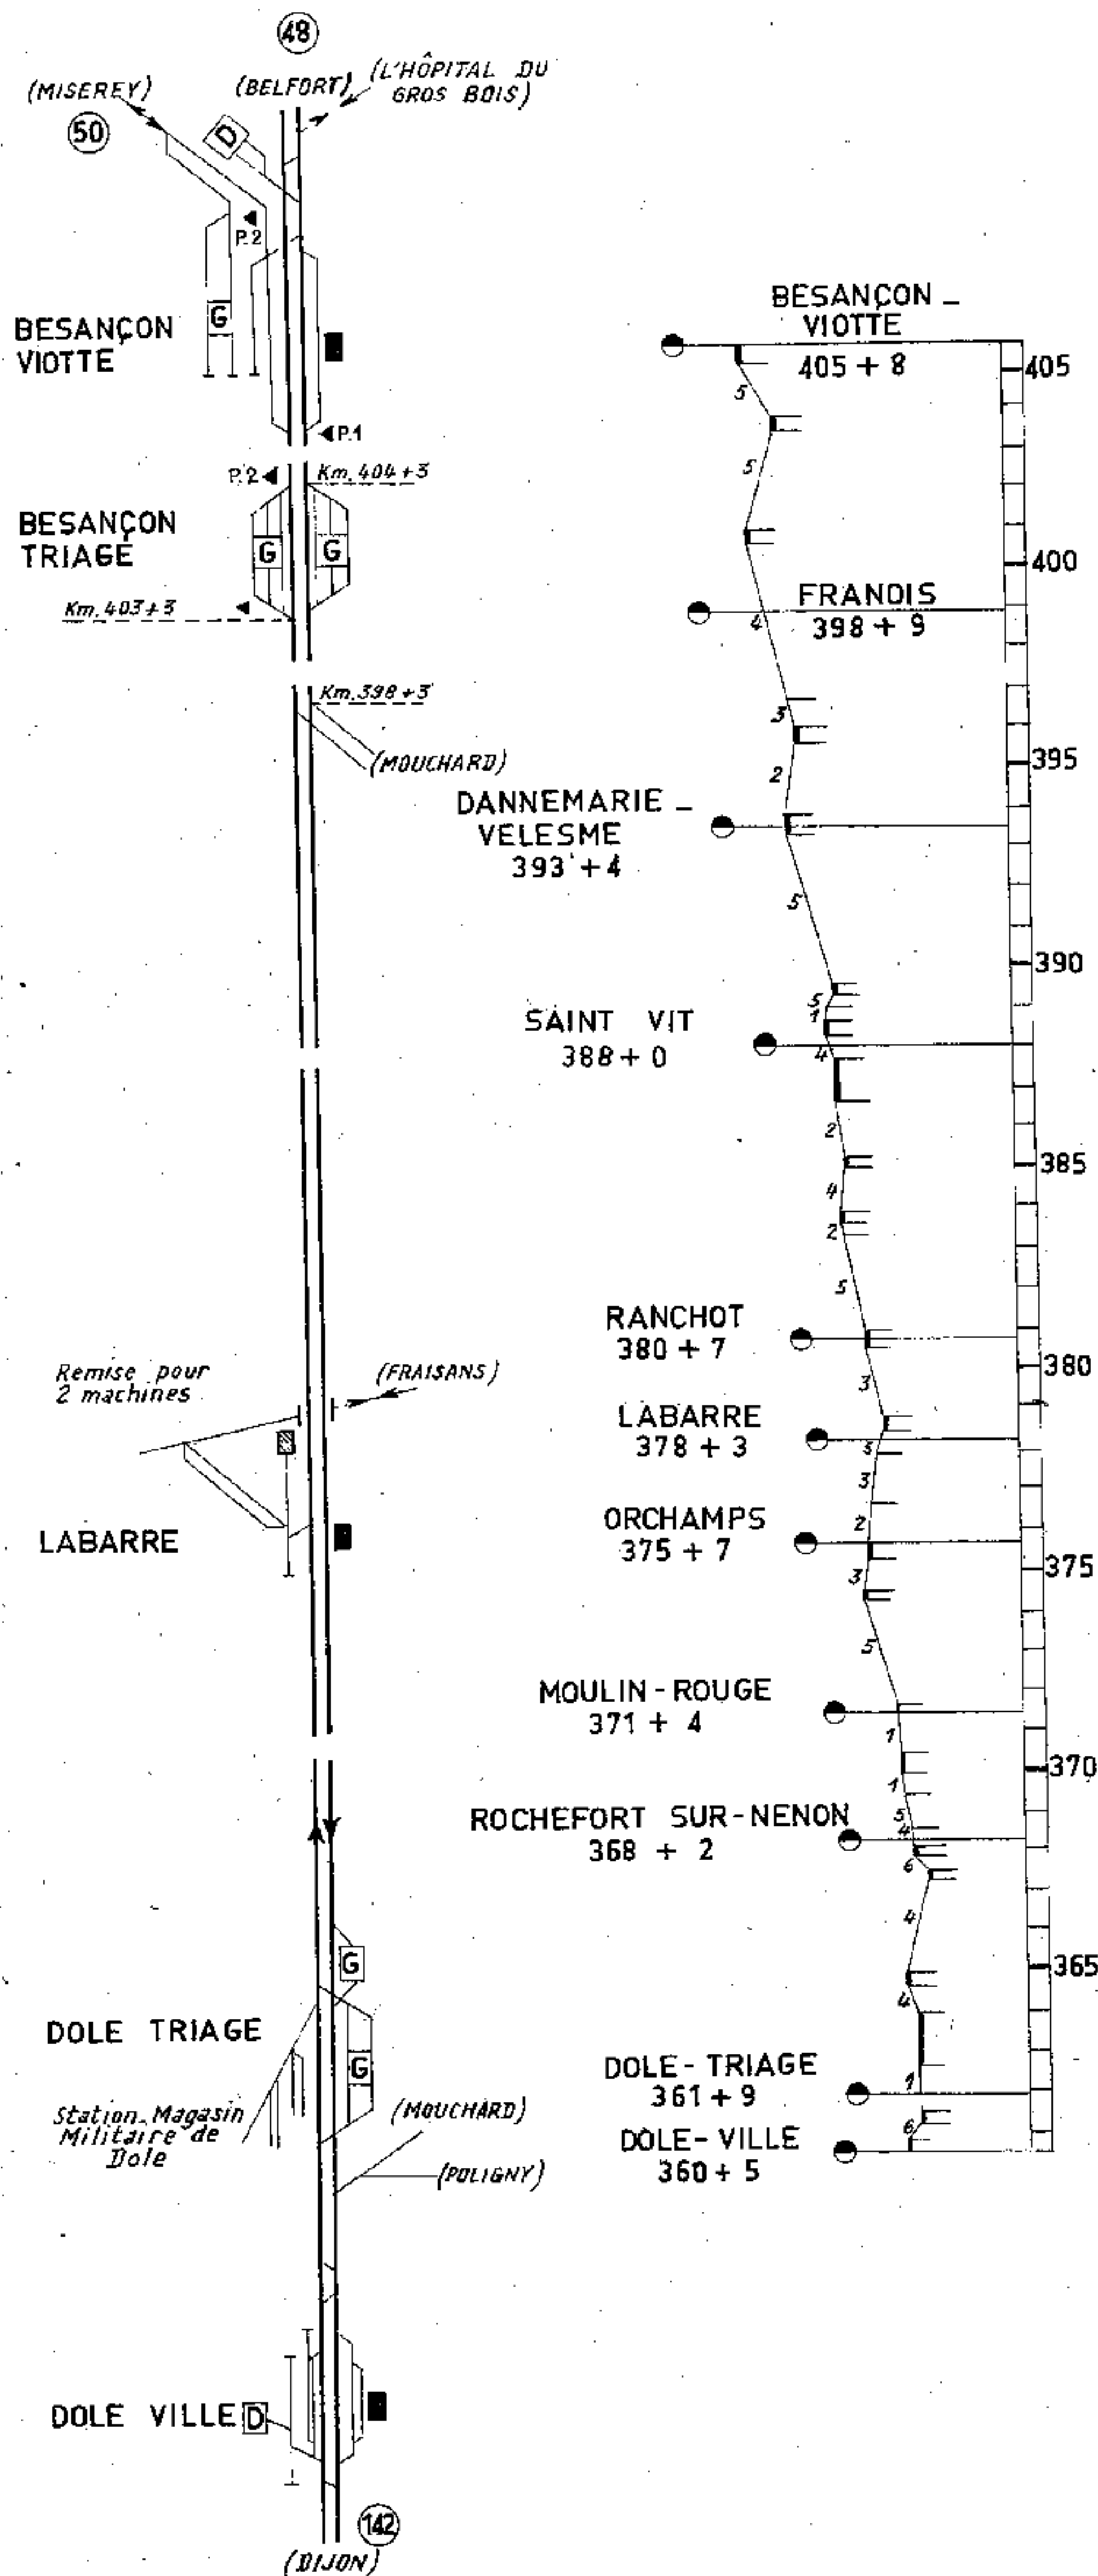 48
(MISEREY)
(BELFORT)
(L'HÔPITAL DU
GROS BOIS)
50
D
P.2
G
BESANÇON
VIOTTE
P.1
P.2
Km. 404+3
BESANÇON
TRIAGE
G
G
Km. 403+3
Km. 398+3
(MOUCHARD)
Remise pour
2 machines
(FRAISANS)
LABARRE
G
DOLE TRIAGE
G
Station_Magasin
Militaire de
Dole
(MOUCHARD)
(POLIGNY)
DOLE VILLE D
142
(DIJON)
BESANÇON _
VIOTTE
405 + 8
405
5
5
400
FRANOIS
398 + 9
4
3
395
2
DANNEMARIE _
VELESME
393 + 4
5
390
5
1
SAINT VIT
388 + 0
4
2
385
4
2
5
RANCHOT
380 + 7
380
3
LABARRE
378 + 3
5
3
ORCHAMPS
375 + 7
2
375
3
5
MOULIN - ROUGE
371 + 4
1
370
1
5
ROCHEFORT SUR-NENON
368 + 2
4
6
4
365
4
DOLE - TRIAGE
361 + 9
1
6
DOLE - VILLE
360 + 5